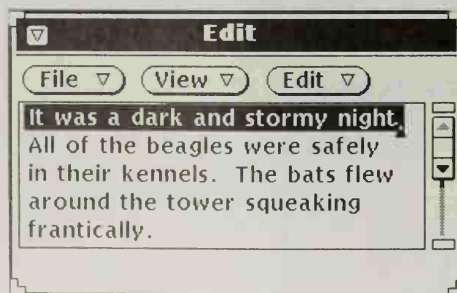 Edit
File View Edit
It was a dark and stormy night.
All of the beagles were safely
in their kennels.  The bats flew
around the tower squeaking
frantically.